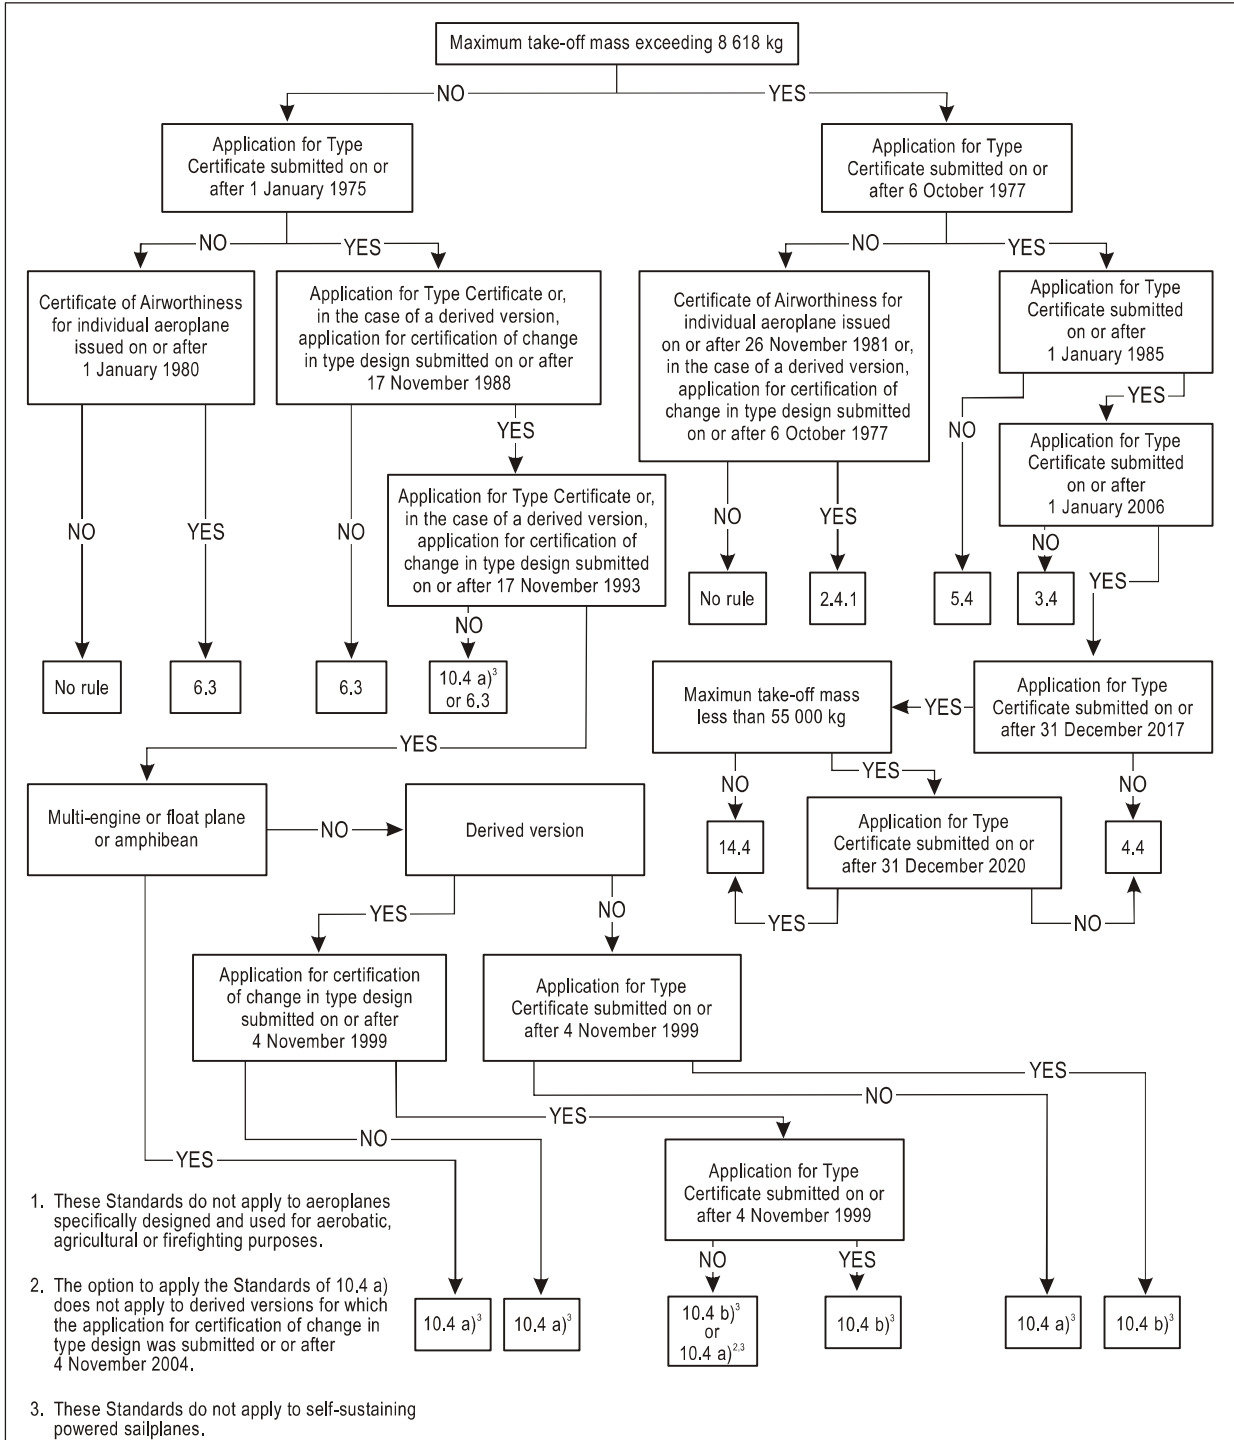 Maximum take-off mass exceeding 8 618 kg
NO
YES
Application for Type
Certificate submitted on or
after 1 January 1975
Application for Type
Certificate submitted on or
after 6 October 1977
NO
YES
NO
YES
Certificate of Airworthiness
for individual aeroplane
issued on or after
1 January 1980
Application for Type Certificate or,
in the case of a derived version,
application for certification of change
in type design submitted on or after
17 November 1988
Certificate of Airworthiness for
individual aeroplane issued
on or after 26 November 1981 or,
in the case of a derived version,
application for certification of
change in type design submitted
on or after 6 October 1977
Application for Type
Certificate submitted
on or after
1 January 1985
YES
NO
YES
Application for Type
Certificate submitted
on or after
1 January 2006
Application for Type Certificate or,
in the case of a derived version,
application for certification of
change in type design submitted
on or after 17 November 1993
NO
YES
NO
NO
YES
NO
YES
No rule
2.4.1
5.4
3.4
NO
No rule
6.3
6.3
10.4 a)3
or 6.3
Maximun take-off mass
less than 55 000 kg
YES
Application for Type
Certificate submitted on or
after 31 December 2017
YES
NO
YES
NO
Multi-engine or float plane
or amphibean
NO
Derived version
14.4
Application for Type
Certificate submitted on or
after 31 December 2020
4.4
YES
NO
YES
NO
Application for certification
of change in type design
submitted on or after
4 November 1999
Application for Type
Certificate submitted on or
after 4 November 1999
YES
NO
YES
NO
YES
Application for Type
Certificate submitted on or
after 4 November 1999
NO
YES
10.4 a)3
10.4 a)3
10.4 b)3
or
10.4 a)2,3
10.4 b)3
10.4 a)3
10.4 b)3
1. These Standards do not apply to aeroplanes
specifically designed and used for aerobatic,
agricultural or firefighting purposes.
2. The option to apply the Standards of 10.4 a)
does not apply to derived versions for which
the application for certification of change in
type design was submitted or or after
4 November 2004.
3. These Standards do not apply to self-sustaining
powered sailplanes.